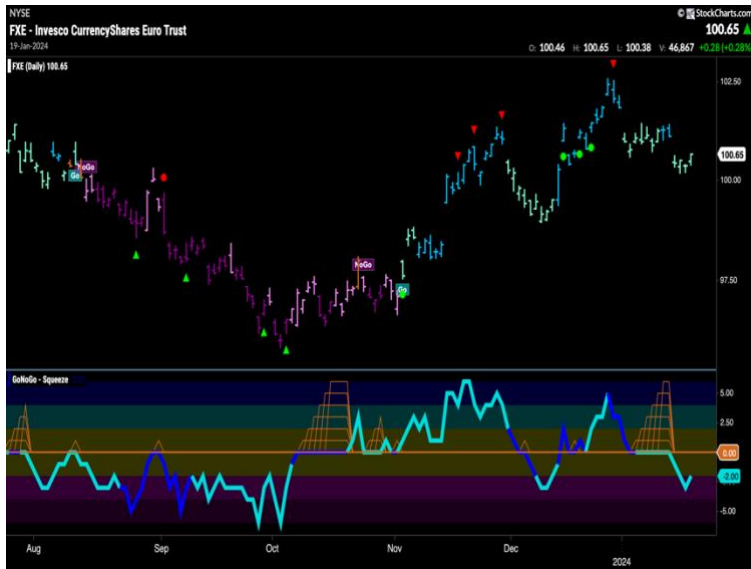 NYSE
© StockCharts.com
FXE - Invesco CurrencyShares Euro Trust
100.65
19-Jan-2024
O: 100.46 H: 100.65 L: 100.38 V: 46,867 +0.28 (+0.28%)
FXE (Daily) 100.65
102.50
NoGo
Go
100.65
100.00
NoGo
Go
97.50
GoNoGo - Squeeze
5.00
2.50
0.00
-2.00
-5.00
Aug Sep Oct Nov Dec 2024